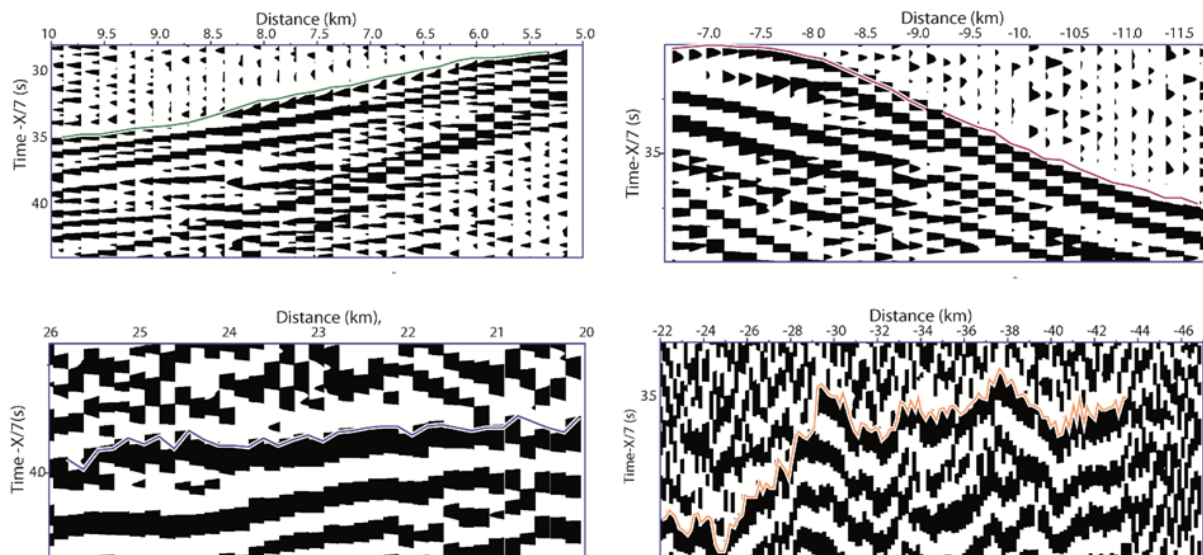 Distance (km)
10 9.5 9.0 8.5 8.0 7.5 7.0 6.5 6.0 5.5 5.0
Time -X/7 (s)
30
35
40
Distance (km)
-7.0 -7.5 -8.0 -8.5 -9.0 -9.5 -10 -105 -11.0 -11.5
Time-X/7 (s)
35
Distance (km),
26 25 24 23 22 21 20
Time -X/7(s)
40
Distance (km)
-22 -24 -26 -28 -30 -32 -34 -36 -38 -40 -42 -44 -46
Time-X/7 (s)
35